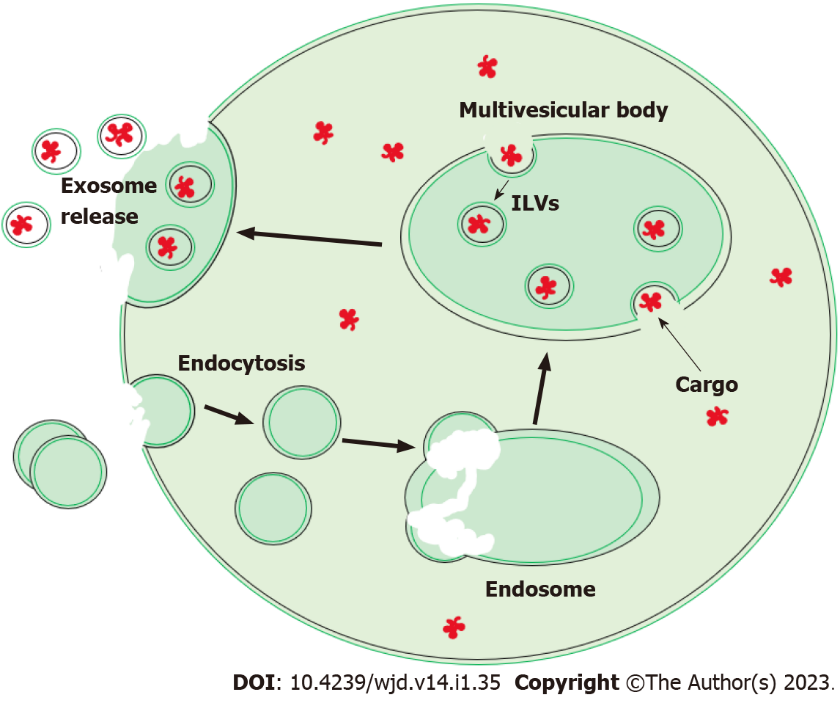 Multivesicular body
Exosome
release
ILVs
Endocytosis
Cargo
Endosome
DOI: 10.4239/wjd.v14.i1.35 Copyright ©The Author(s) 2023.